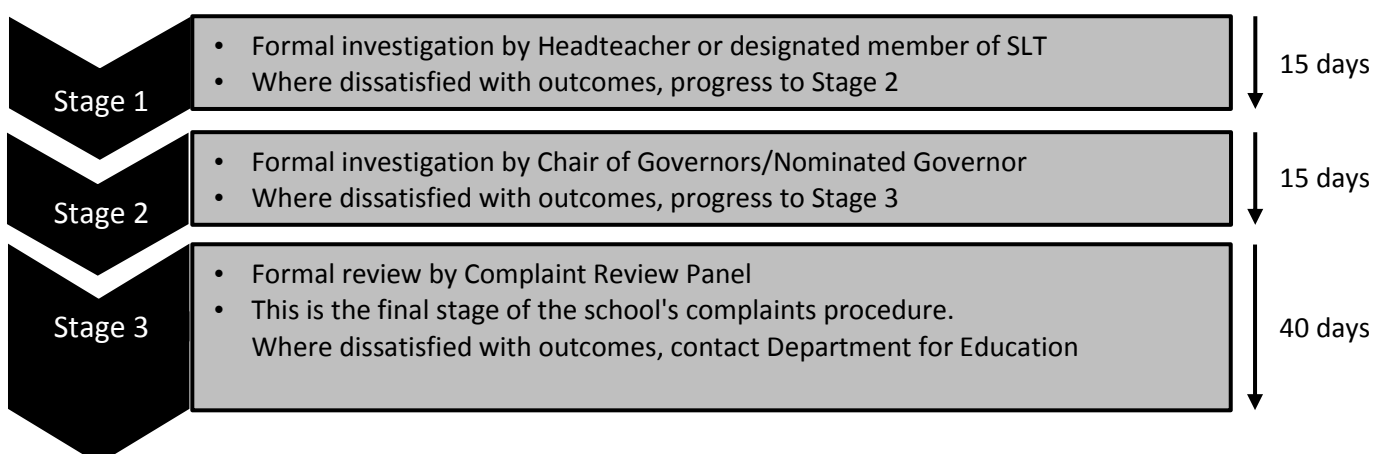 Stage 1
• Formal investigation by Headteacher or designated member of SLT
• Where dissatisfied with outcomes, progress to Stage 2
15 days
Stage 2
• Formal investigation by Chair of Governors/Nominated Governor
• Where dissatisfied with outcomes, progress to Stage 3
15 days
Stage 3
• Formal review by Complaint Review Panel
• This is the final stage of the school's complaints procedure.
Where dissatisfied with outcomes, contact Department for Education
40 days